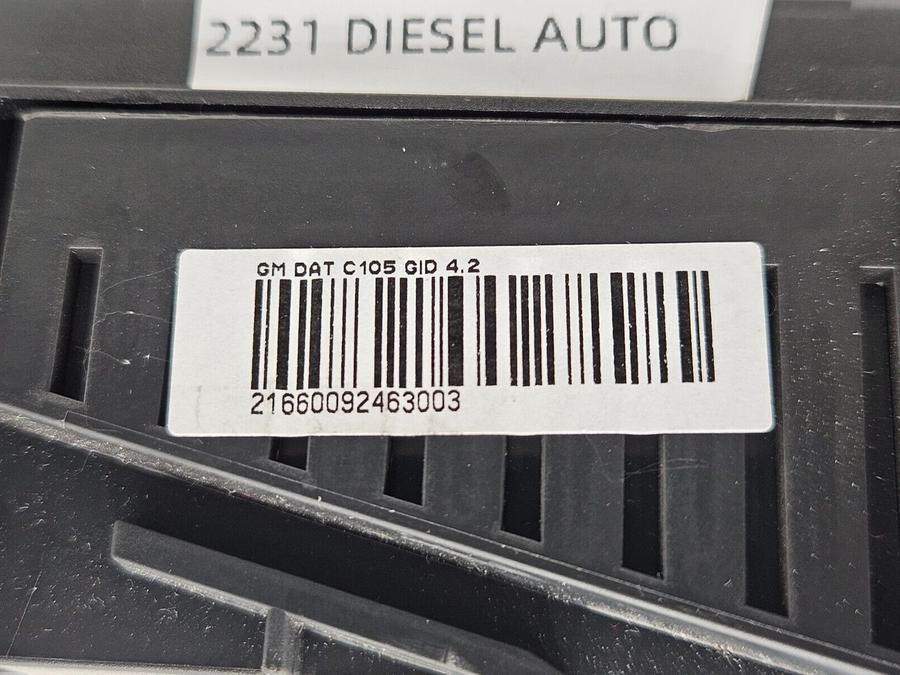 2231 DIESEL AUTO
GM DAT C105 GID 4.2
21660092463003